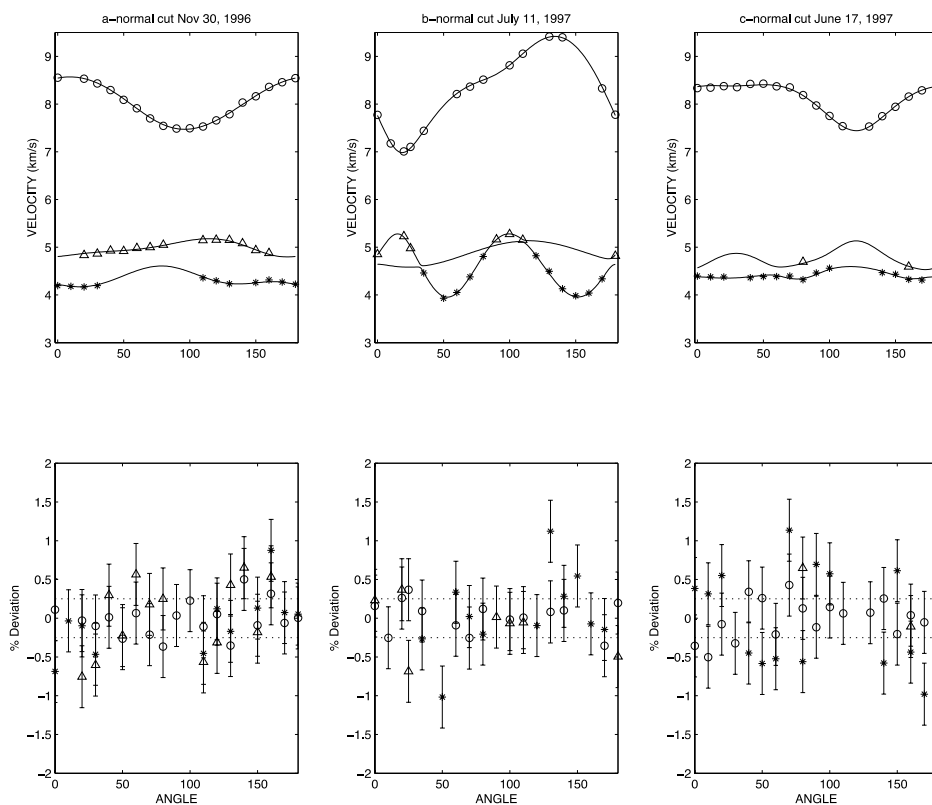 a−normal cut Nov 30, 1996
b−normal cut July 11, 1997
c−normal cut June 17, 1997
9
8
7
6
5
4
3
VELOCITY (km/s)
0 50 100 150
9
8
7
6
5
4
3
VELOCITY (km/s)
0 50 100 150
9
8
7
6
5
4
3
VELOCITY (km/s)
0 50 100 150
2
1.5
1
0.5
0
−0.5
−1
−1.5
−2
% Deviation
0 50 100 150
ANGLE
2
1.5
1
0.5
0
−0.5
−1
−1.5
−2
% Deviation
0 50 100 150
ANGLE
2
1.5
1
0.5
0
−0.5
−1
−1.5
−2
% Deviation
0 50 100 150
ANGLE